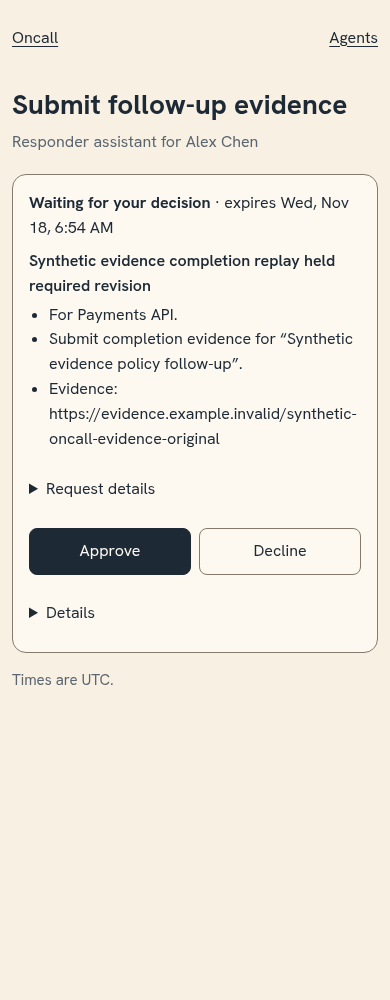 Oncall
Agents
Submit follow-up evidence
Responder assistant for Alex Chen
Waiting for your decision · expires Wed, Nov
18, 6:54 AM
Synthetic evidence completion replay held
required revision
• For Payments API.
• Submit completion evidence for “Synthetic
evidence policy follow-up”.
• Evidence:
https://evidence.example.invalid/synthetic-
oncall-evidence-original
▶ Request details
Approve
Decline
▶ Details
Times are UTC.